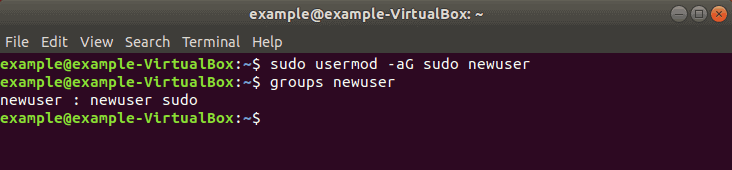 example@example-VirtualBox: ~
File Edit View Search Terminal Help
example@example-VirtualBox:~$ sudo usermod -aG sudo newuser
example@example-VirtualBox:~$ groups newuser
newuser : newuser sudo
example@example-VirtualBox:~$